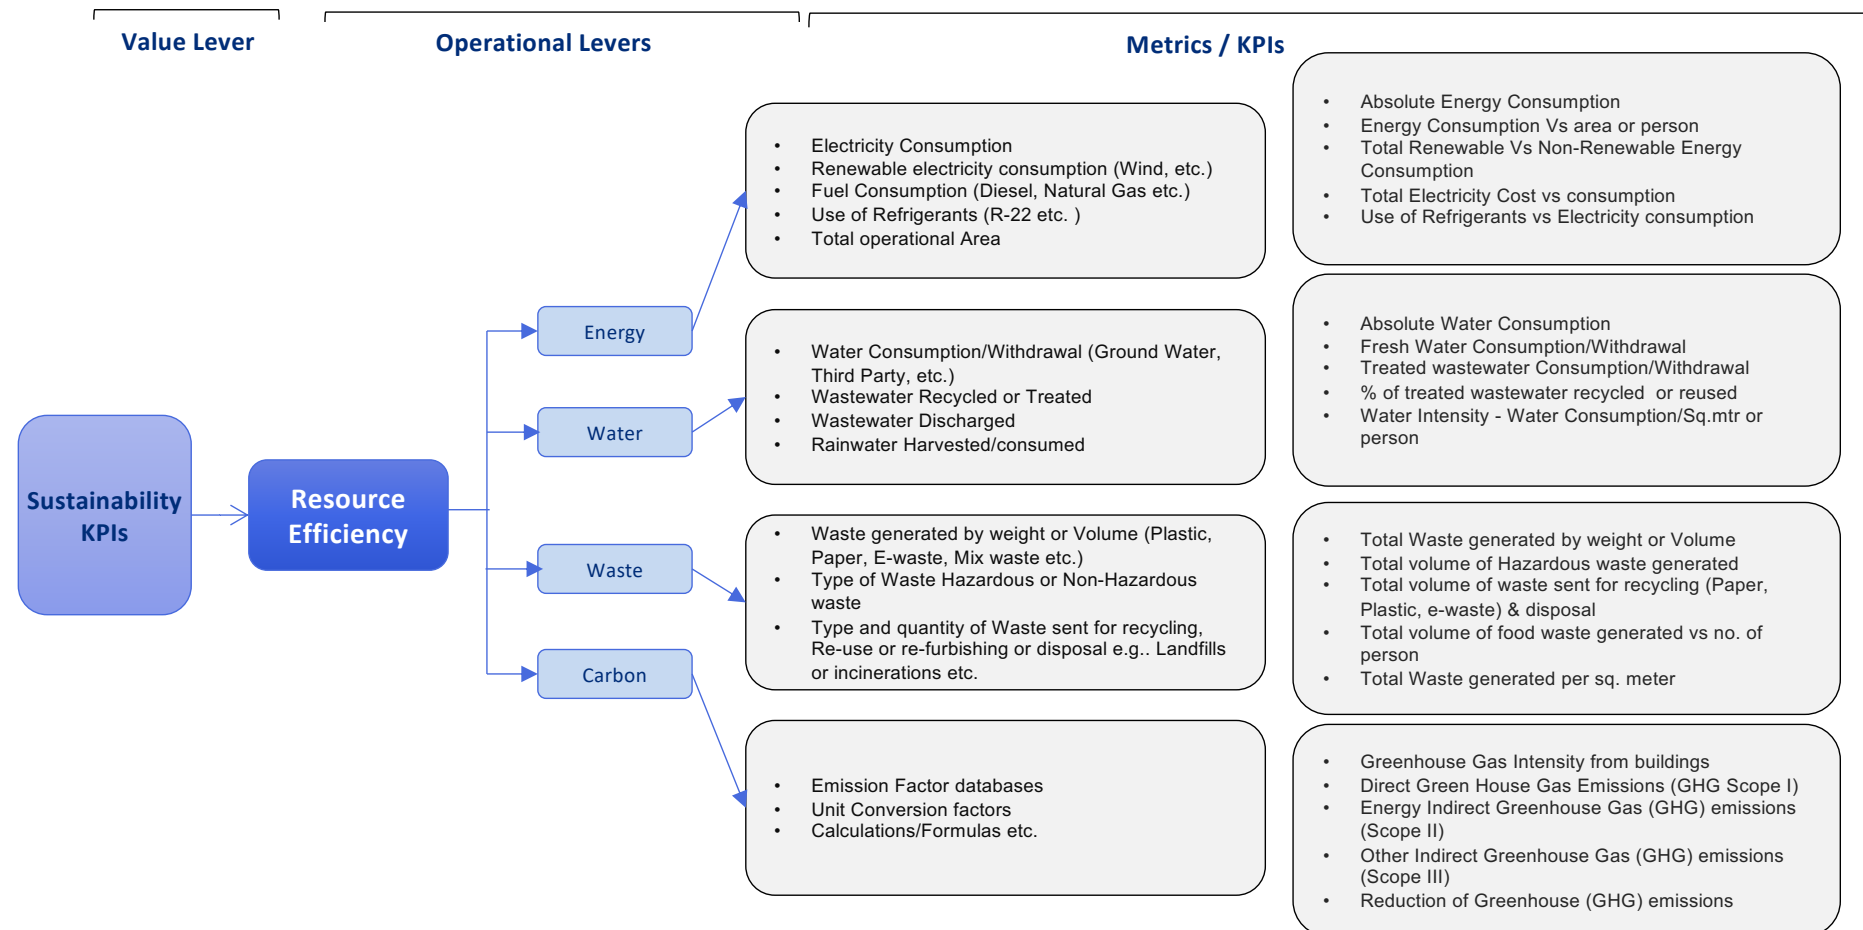 Value Lever
Operational Levers
Metrics / KPIs
Sustainability
KPIs
Resource
Efficiency
Energy
Water
Waste
Carbon
• Electricity Consumption
• Renewable electricity consumption (Wind, etc.)
• Fuel Consumption (Diesel, Natural Gas etc.)
• Use of Refrigerants (R-22 etc. )
• Total operational Area
• Water Consumption/Withdrawal (Ground Water,
Third Party, etc.)
• Wastewater Recycled or Treated
• Wastewater Discharged
• Rainwater Harvested/consumed
• Waste generated by weight or Volume (Plastic,
Paper, E-waste, Mix waste etc.)
• Type of Waste Hazardous or Non-Hazardous
waste
• Type and quantity of Waste sent for recycling,
Re-use or re-furbishing or disposal e.g.. Landfills
or incinerations etc.
• Emission Factor databases
• Unit Conversion factors
• Calculations/Formulas etc.
• Absolute Energy Consumption
• Energy Consumption Vs area or person
• Total Renewable Vs Non-Renewable Energy
Consumption
• Total Electricity Cost vs consumption
• Use of Refrigerants vs Electricity consumption
• Absolute Water Consumption
• Fresh Water Consumption/Withdrawal
• Treated wastewater Consumption/Withdrawal
• % of treated wastewater recycled  or reused
• Water Intensity - Water Consumption/Sq.mtr or
person
• Total Waste generated by weight or Volume
• Total volume of Hazardous waste generated
• Total volume of waste sent for recycling (Paper,
Plastic, e-waste) & disposal
• Total volume of food waste generated vs no. of
person
• Total Waste generated per sq. meter
• Greenhouse Gas Intensity from buildings
• Direct Green House Gas Emissions (GHG Scope I)
• Energy Indirect Greenhouse Gas (GHG) emissions
(Scope II)
• Other Indirect Greenhouse Gas (GHG) emissions
(Scope III)
• Reduction of Greenhouse (GHG) emissions